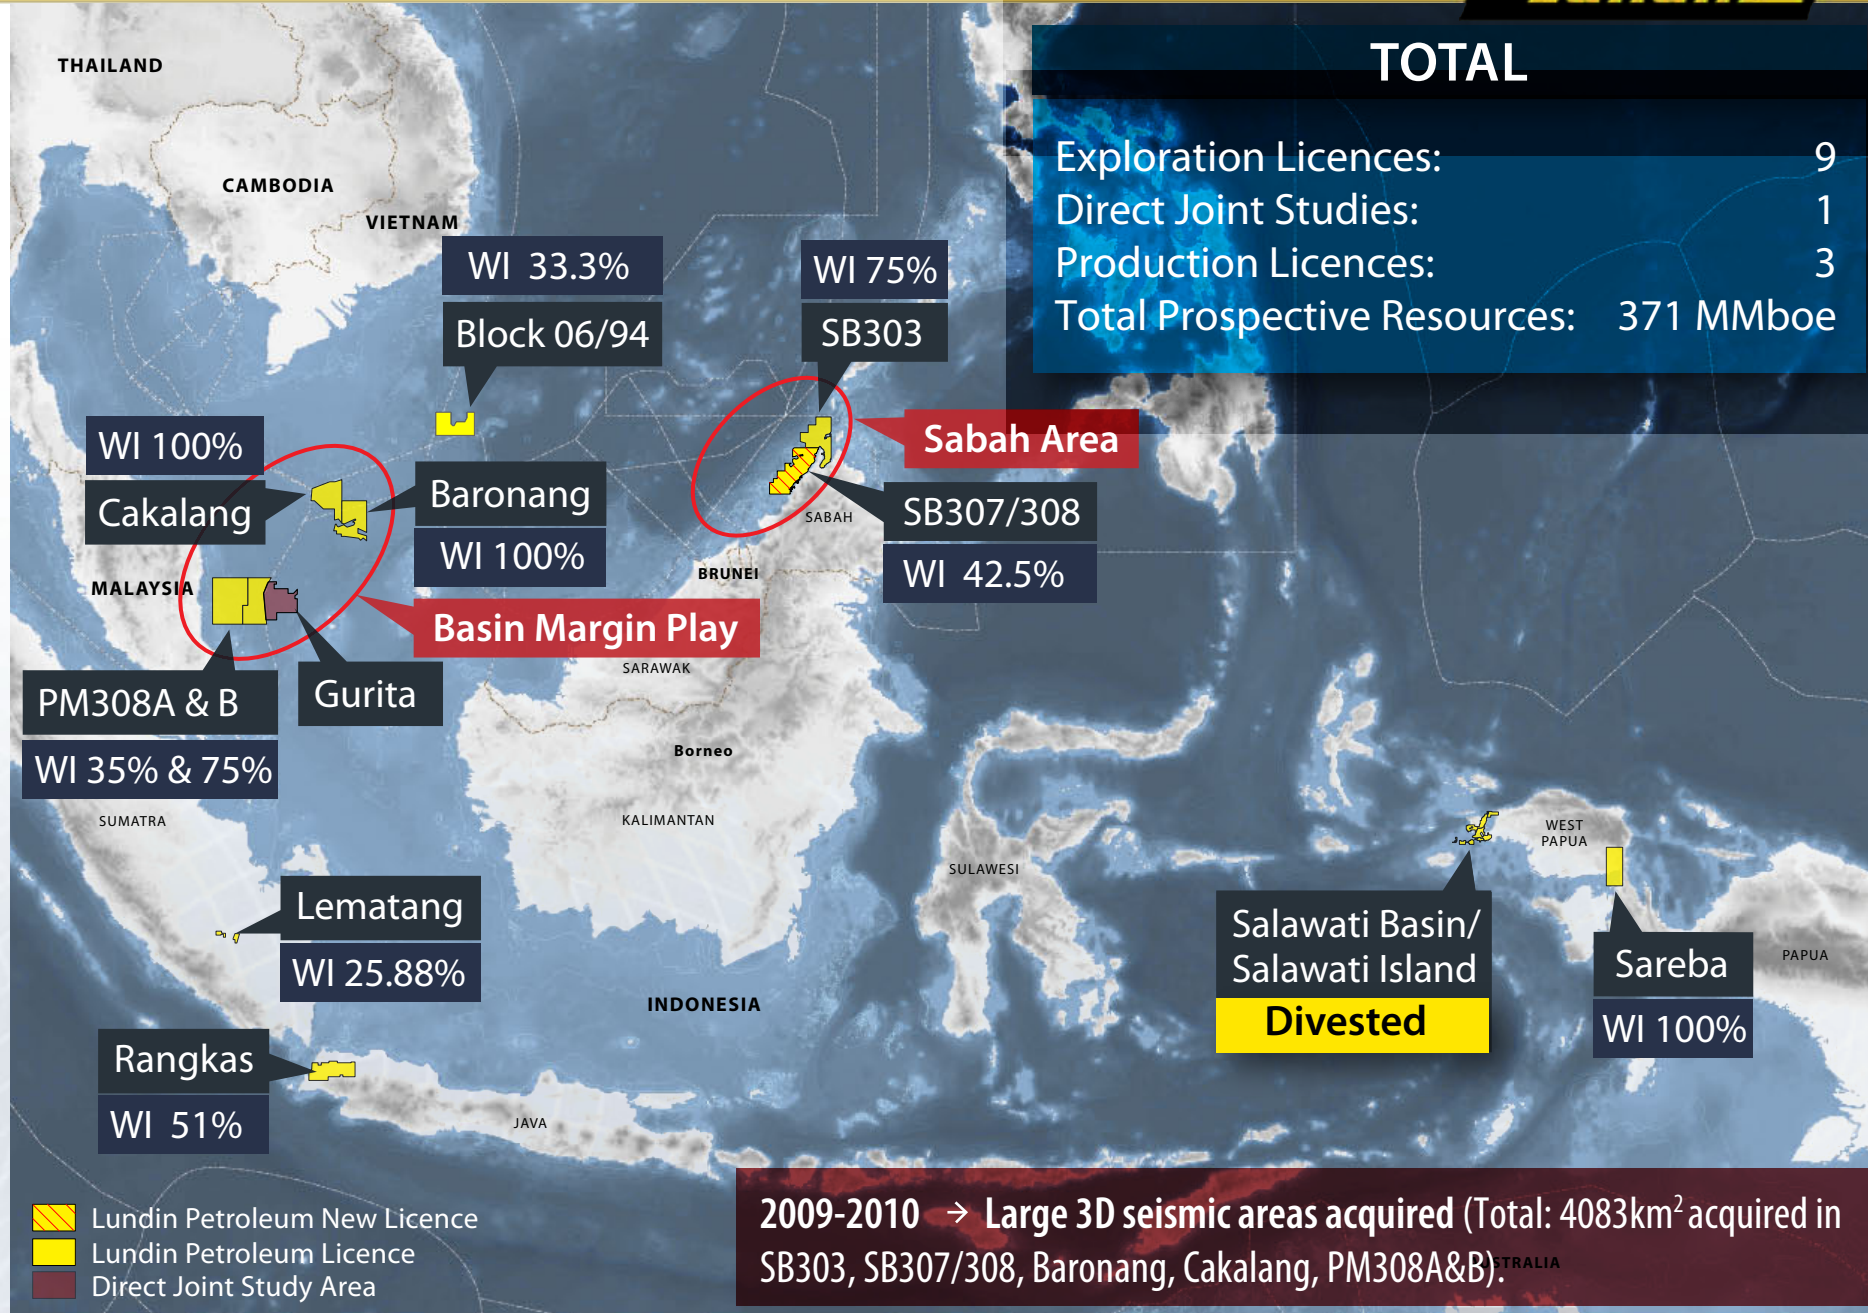 TOTAL
Exploration Licences: 9
Direct Joint Studies: 1
Production Licences: 3
Total Prospective Resources: 371 MMboe
THAILAND
CAMBODIA
VIETNAM
WI 33.3%
Block 06/94
WI 75%
SB303
Sabah Area
SB307/308
WI 42.5%
SABAH
BRUNEI
WI 100%
Cakalang
Baronang
WI 100%
MALAYSIA
Basin Margin Play
PM308A & B
WI 35% & 75%
Gurita
SARAWAK
Borneo
KALIMANTAN
SUMATRA
SULAWESI
WEST
PAPUA
Lematang
WI 25.88%
Salawati Basin/
Salawati Island
Divested
Sareba
WI 100%
PAPUA
INDONESIA
Rangkas
WI 51%
JAVA
Lundin Petroleum New Licence
Lundin Petroleum Licence
Direct Joint Study Area
2009-2010 → Large 3D seismic areas acquired (Total: 4083km² acquired in
SB303, SB307/308, Baronang, Cakalang, PM308A&B).